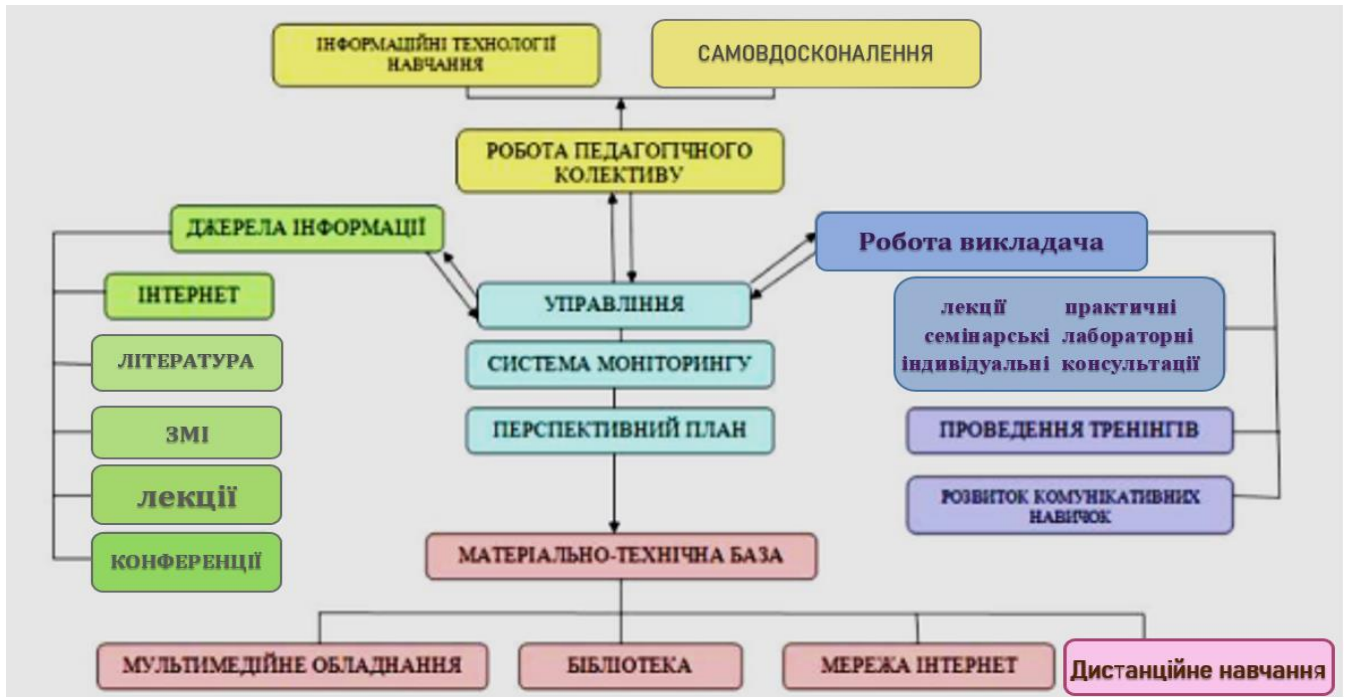 ІНФОРМАЦІЙНІ ТЕХНОЛОГІЇ
НАВЧАННЯ
САМОВДОСКОНАЛЕННЯ
РОБОТА ПЕДАГОГІЧНОГО
КОЛЕКТИВУ
ДЖЕРЕЛА ІНФОРМАЦІЇ
Робота викладача
ІНТЕРНЕТ
ЛІТЕРАТУРА
ЗМІ
лекції
КОНФЕРЕНЦІЇ
УПРАВЛІННЯ
СИСТЕМА МОНІТОРИНГУ
ПЕРСПЕКТИВНИЙ ПЛАН
лекції практичні
семінарські лабораторні
індивідуальні консультації
ПРОВЕДЕННЯ ТРЕНІНГІВ
РОЗВИТОК КОМУНІКАТИВНИХ
НАВИЧОК
МАТЕРІАЛЬНО-ТЕХНІЧНА БАЗА
МУЛЬТИМЕДІЙНЕ ОБЛАДНАННЯ
БІБЛІОТЕКА
МЕРЕЖА ІНТЕРНЕТ
Дистанційне навчання